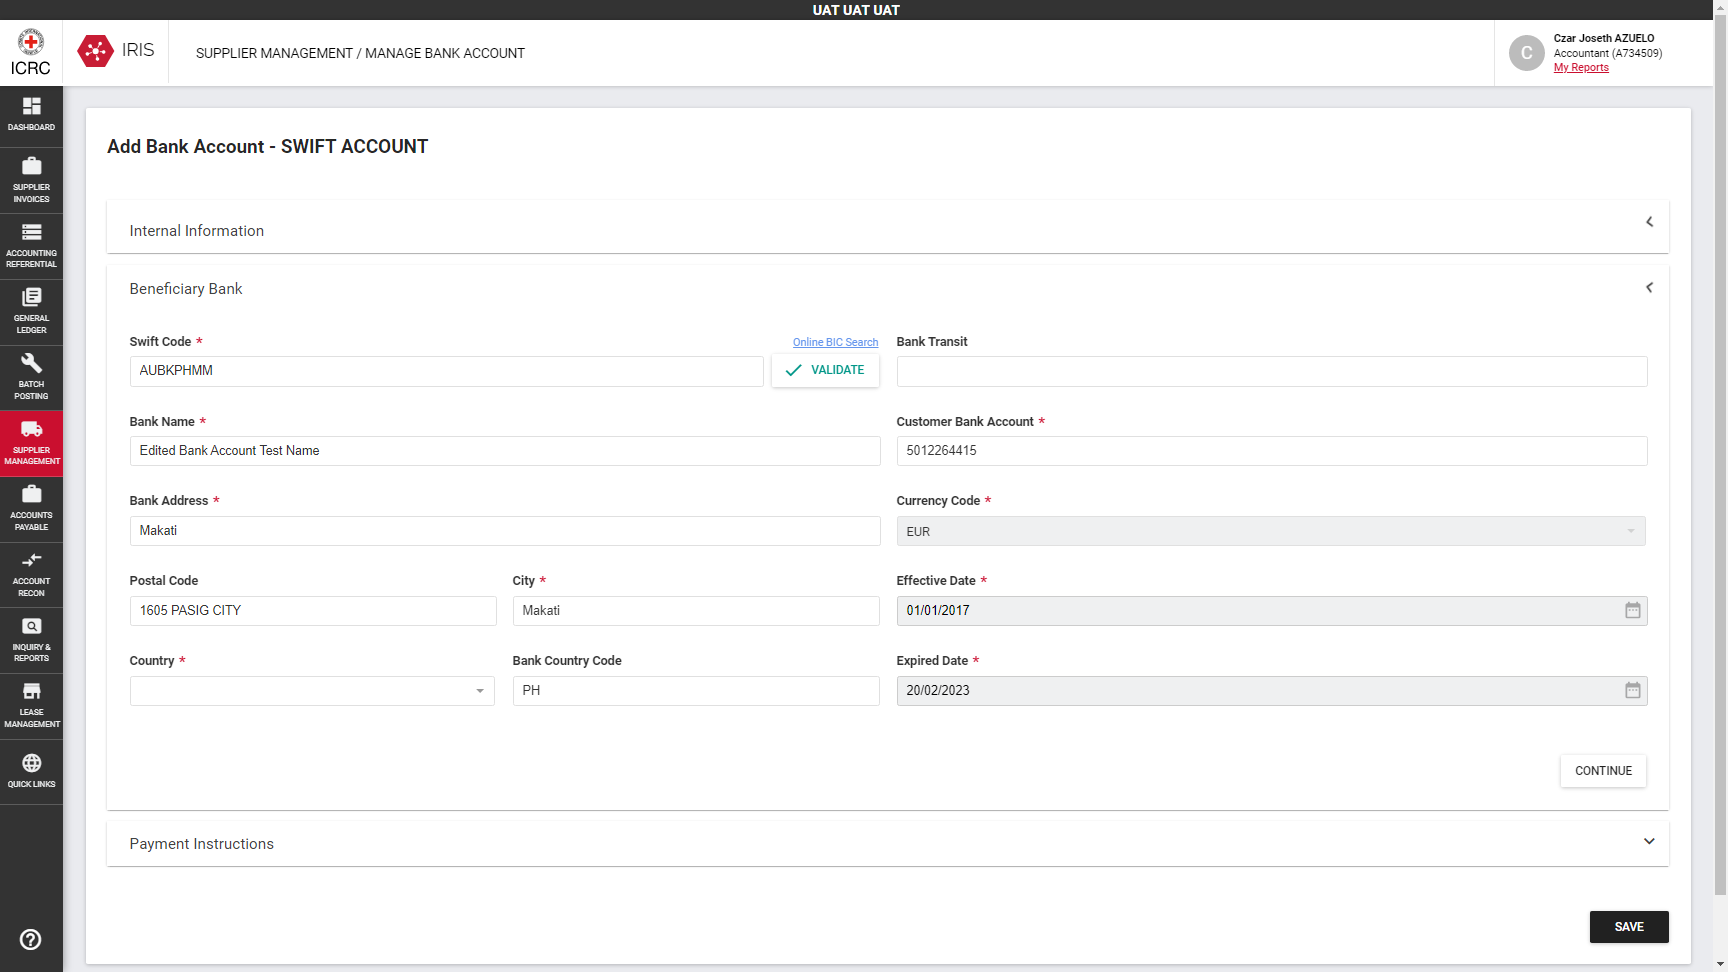 UAT UAT UAT
ICRC
IRIS
SUPPLIER MANAGEMENT / MANAGE BANK ACCOUNT
C
Czar Joseth AZUELO
Accountant (A734509)
My Reports
DASHBOARD
SUPPLIER
INVOICES
ACCOUNTING
REFERENTIAL
GENERAL
LEDGER
BATCH
POSTING
SUPPLIER
MANAGEMENT
ACCOUNTS
PAYABLE
ACCOUNT
RECON
INQUIRY &
REPORTS
LEASE
MANAGEMENT
QUICK LINKS
Add Bank Account - SWIFT ACCOUNT
Internal Information
Beneficiary Bank
Swift Code *
Online BIC Search
AUBKPHMM
VALIDATE
Bank Transit
Bank Name *
Edited Bank Account Test Name
Customer Bank Account *
5012264415
Bank Address *
Makati
Currency Code *
EUR
Postal Code
1605 PASIG CITY
City *
Makati
Effective Date *
01/01/2017
Country *
Bank Country Code
PH
Expired Date *
20/02/2023
CONTINUE
Payment Instructions
SAVE